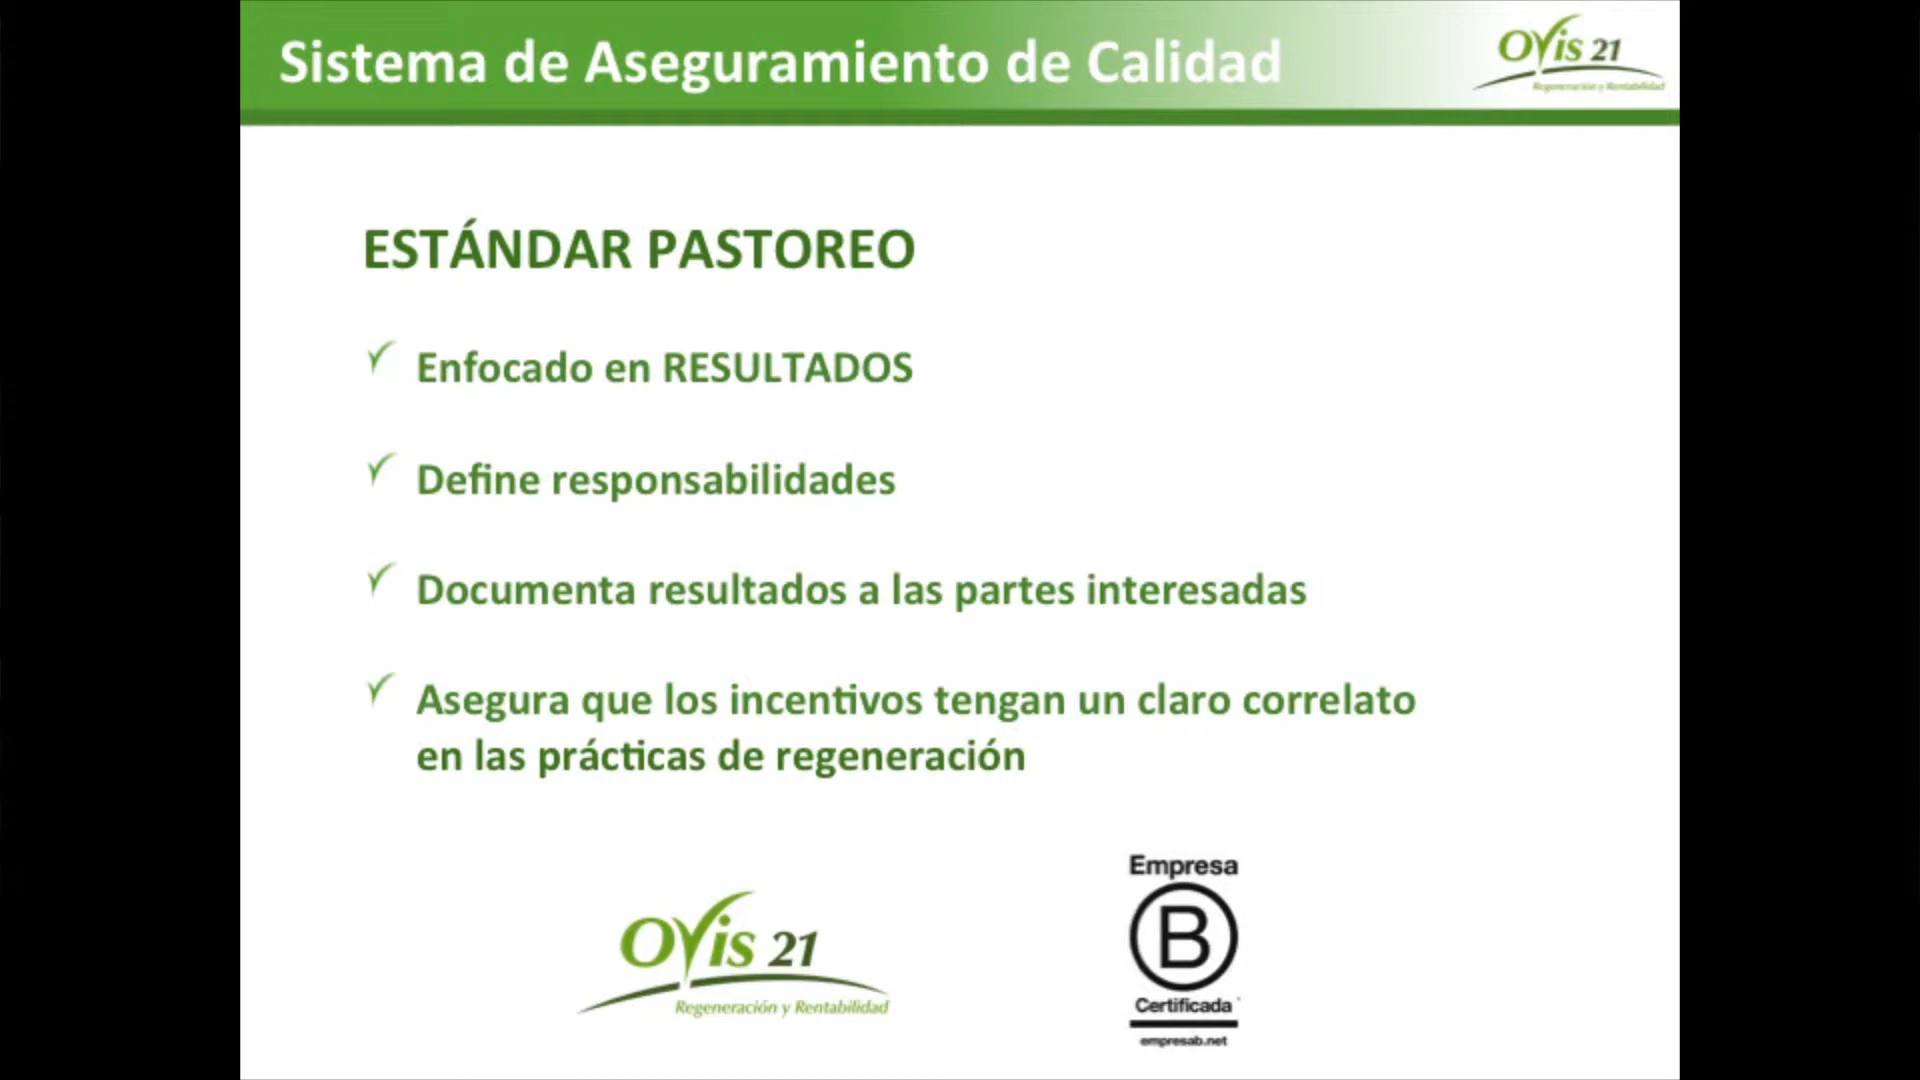 Sistema de Aseguramiento de Calidad
Ovis 21
Regeneración y Rentabilidad
ESTÁNDAR PASTOREO
Enfocado en RESULTADOS
Define responsabilidades
Documenta resultados a las partes interesadas
Asegura que los incentivos tengan un claro correlato
en las prácticas de regeneración
Ovis 21
Regeneración y Rentabilidad
Empresa
B
Certificada
empresab.net